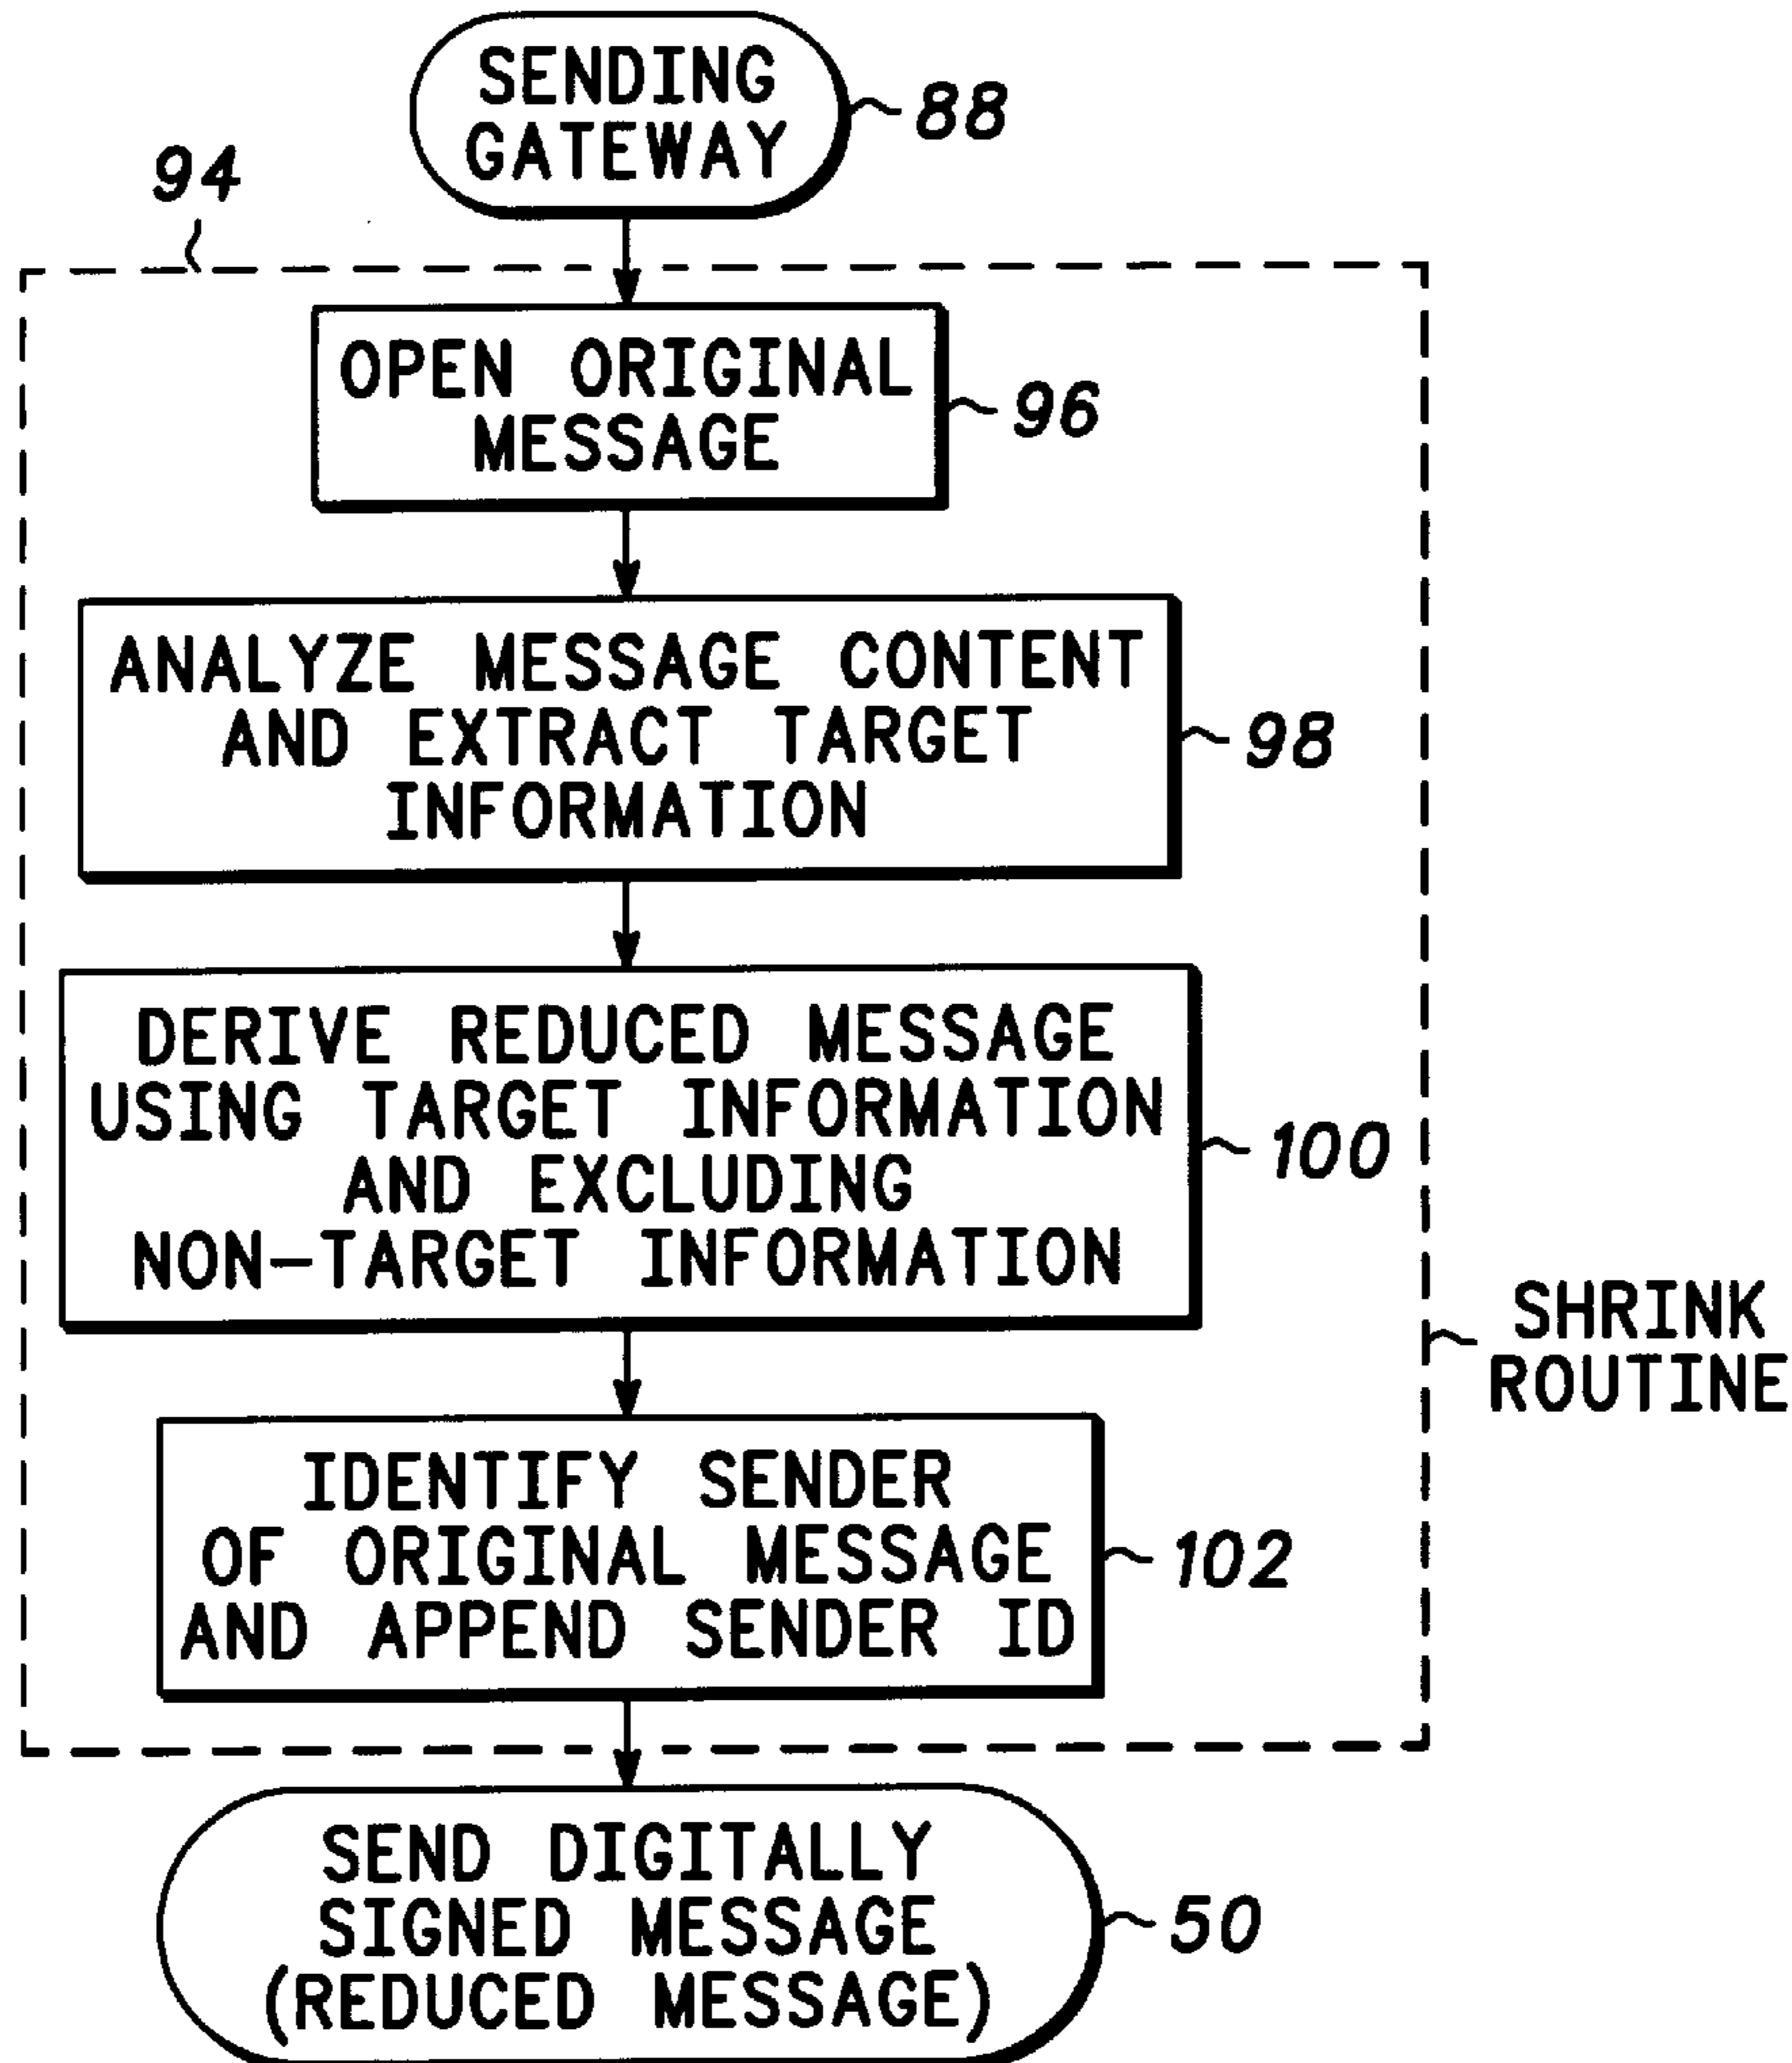 SENDING
GATEWAY
88
94
OPEN ORIGINAL
MESSAGE
96
ANALYZE MESSAGE CONTENT
AND EXTRACT TARGET
INFORMATION
98
DERIVE REDUCED MESSAGE
USING TARGET INFORMATION
AND EXCLUDING
NON-TARGET INFORMATION
100
SHRINK
ROUTINE
IDENTIFY SENDER
OF ORIGINAL MESSAGE
AND APPEND SENDER ID
102
SEND DIGITALLY
SIGNED MESSAGE
(REDUCED MESSAGE)
50